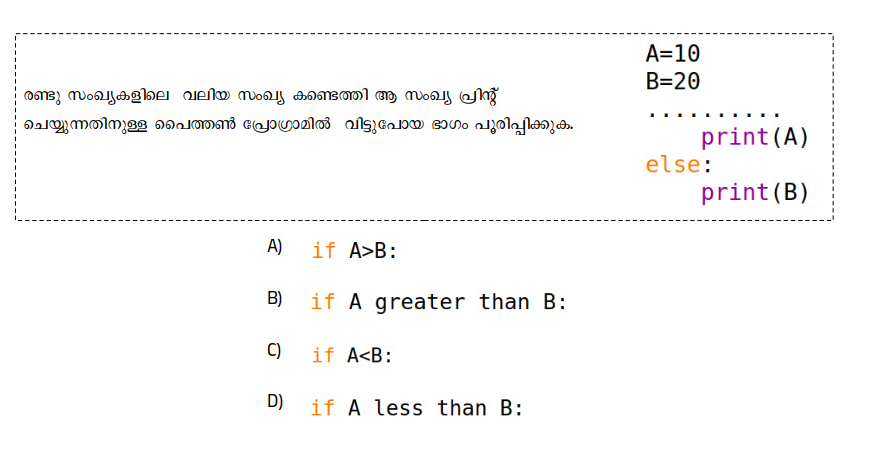 രണ്ടു സംഖ്യകളിലെ വലിയ സംഖ്യ കണ്ടെത്തി ആ സംഖ്യ പ്രിന്റ്
ചെയ്യുന്നതിനുള്ള പൈത്തൺ പ്രോഗ്രാമിൽ വിട്ടുപോയ ഭാഗം പൂരിപ്പിക്കുക.
A=10
B=20
..........
print(A)
else:
print(B)
A) if A>B:
B) if A greater than B:
C) if A<B:
D) if A less than B: